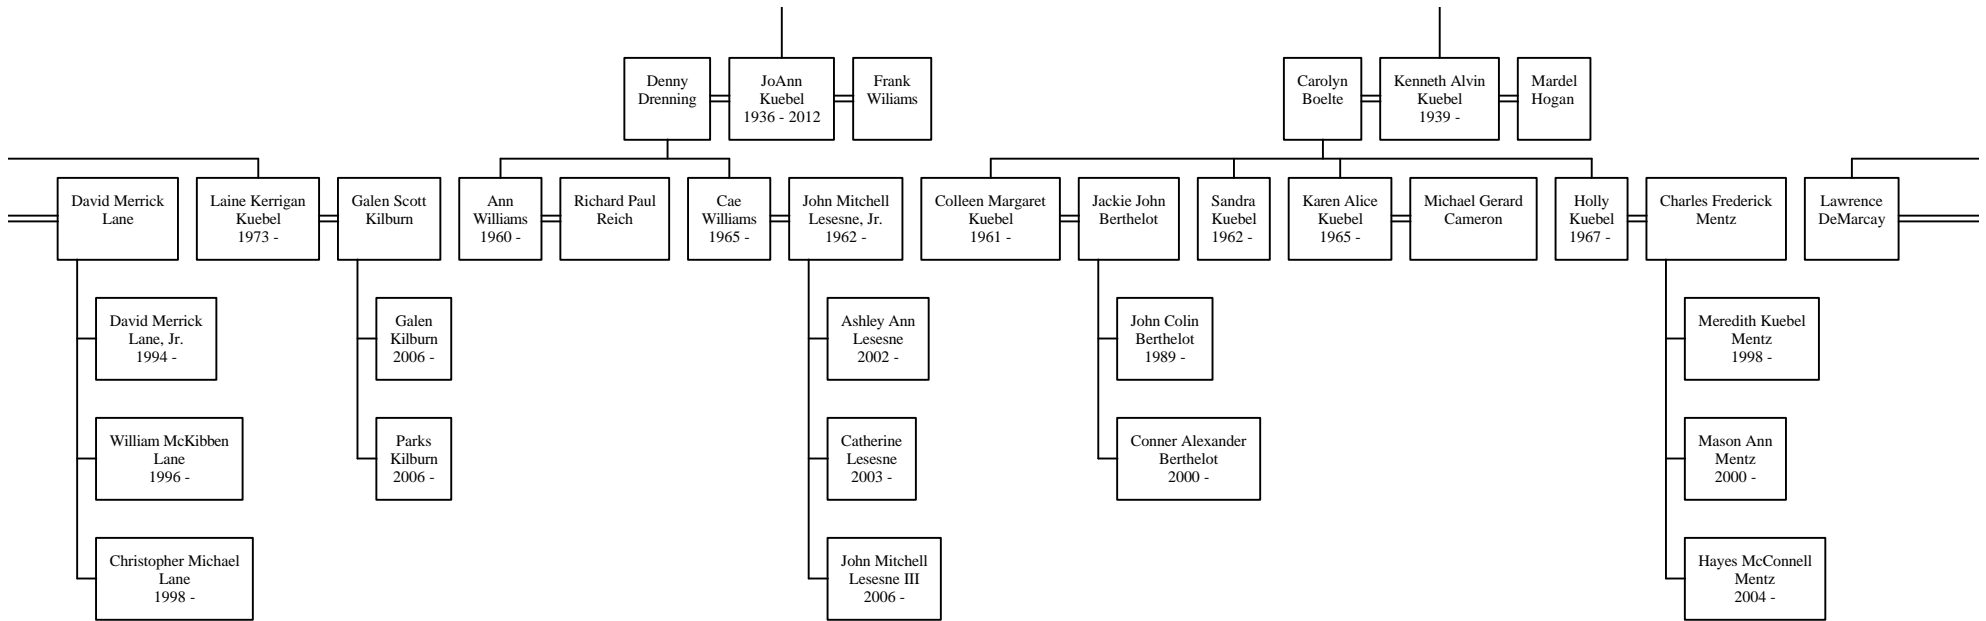 Denny
Drenning
JoAnn
Kuebel
1936 - 2012
Frank
Wiliams
Carolyn
Boelte
Kenneth Alvin
Kuebel
1939 -
Mardel
Hogan
David Merrick
Lane
Laine Kerrigan
Kuebel
1973 -
Galen Scott
Kilburn
Ann
Williams
1960 -
Richard Paul
Reich
Cae
Williams
1965 -
John Mitchell
Lesesne, Jr.
1962 -
Colleen Margaret
Kuebel
1961 -
Jackie John
Berthelot
Sandra
Kuebel
1962 -
Karen Alice
Kuebel
1965 -
Michael Gerard
Cameron
Holly
Kuebel
1967 -
Charles Frederick
Mentz
Lawrence
DeMarcay
David Merrick
Lane, Jr.
1994 -
Galen
Kilburn
2006 -
Ashley Ann
Lesesne
2002 -
John Colin
Berthelot
1989 -
Meredith Kuebel
Mentz
1998 -
William McKibben
Lane
1996 -
Parks
Kilburn
2006 -
Catherine
Lesesne
2003 -
Conner Alexander
Berthelot
2000 -
Mason Ann
Mentz
2000 -
Christopher Michael
Lane
1998 -
John Mitchell
Lesesne III
2006 -
Hayes McConnell
Mentz
2004 -